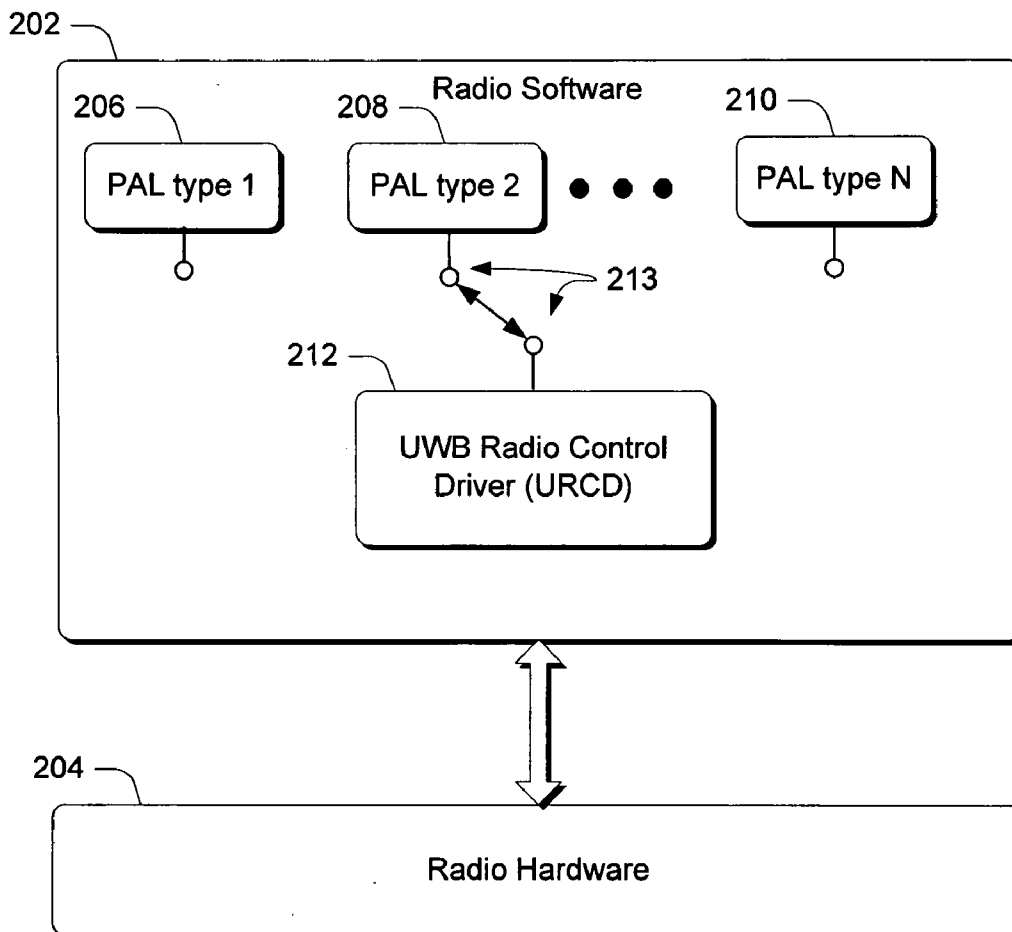 202
Radio Software
206
208
210
PAL type 1
PAL type 2
PAL type N
213
212
UWB Radio Control
Driver (URCD)
204
Radio Hardware